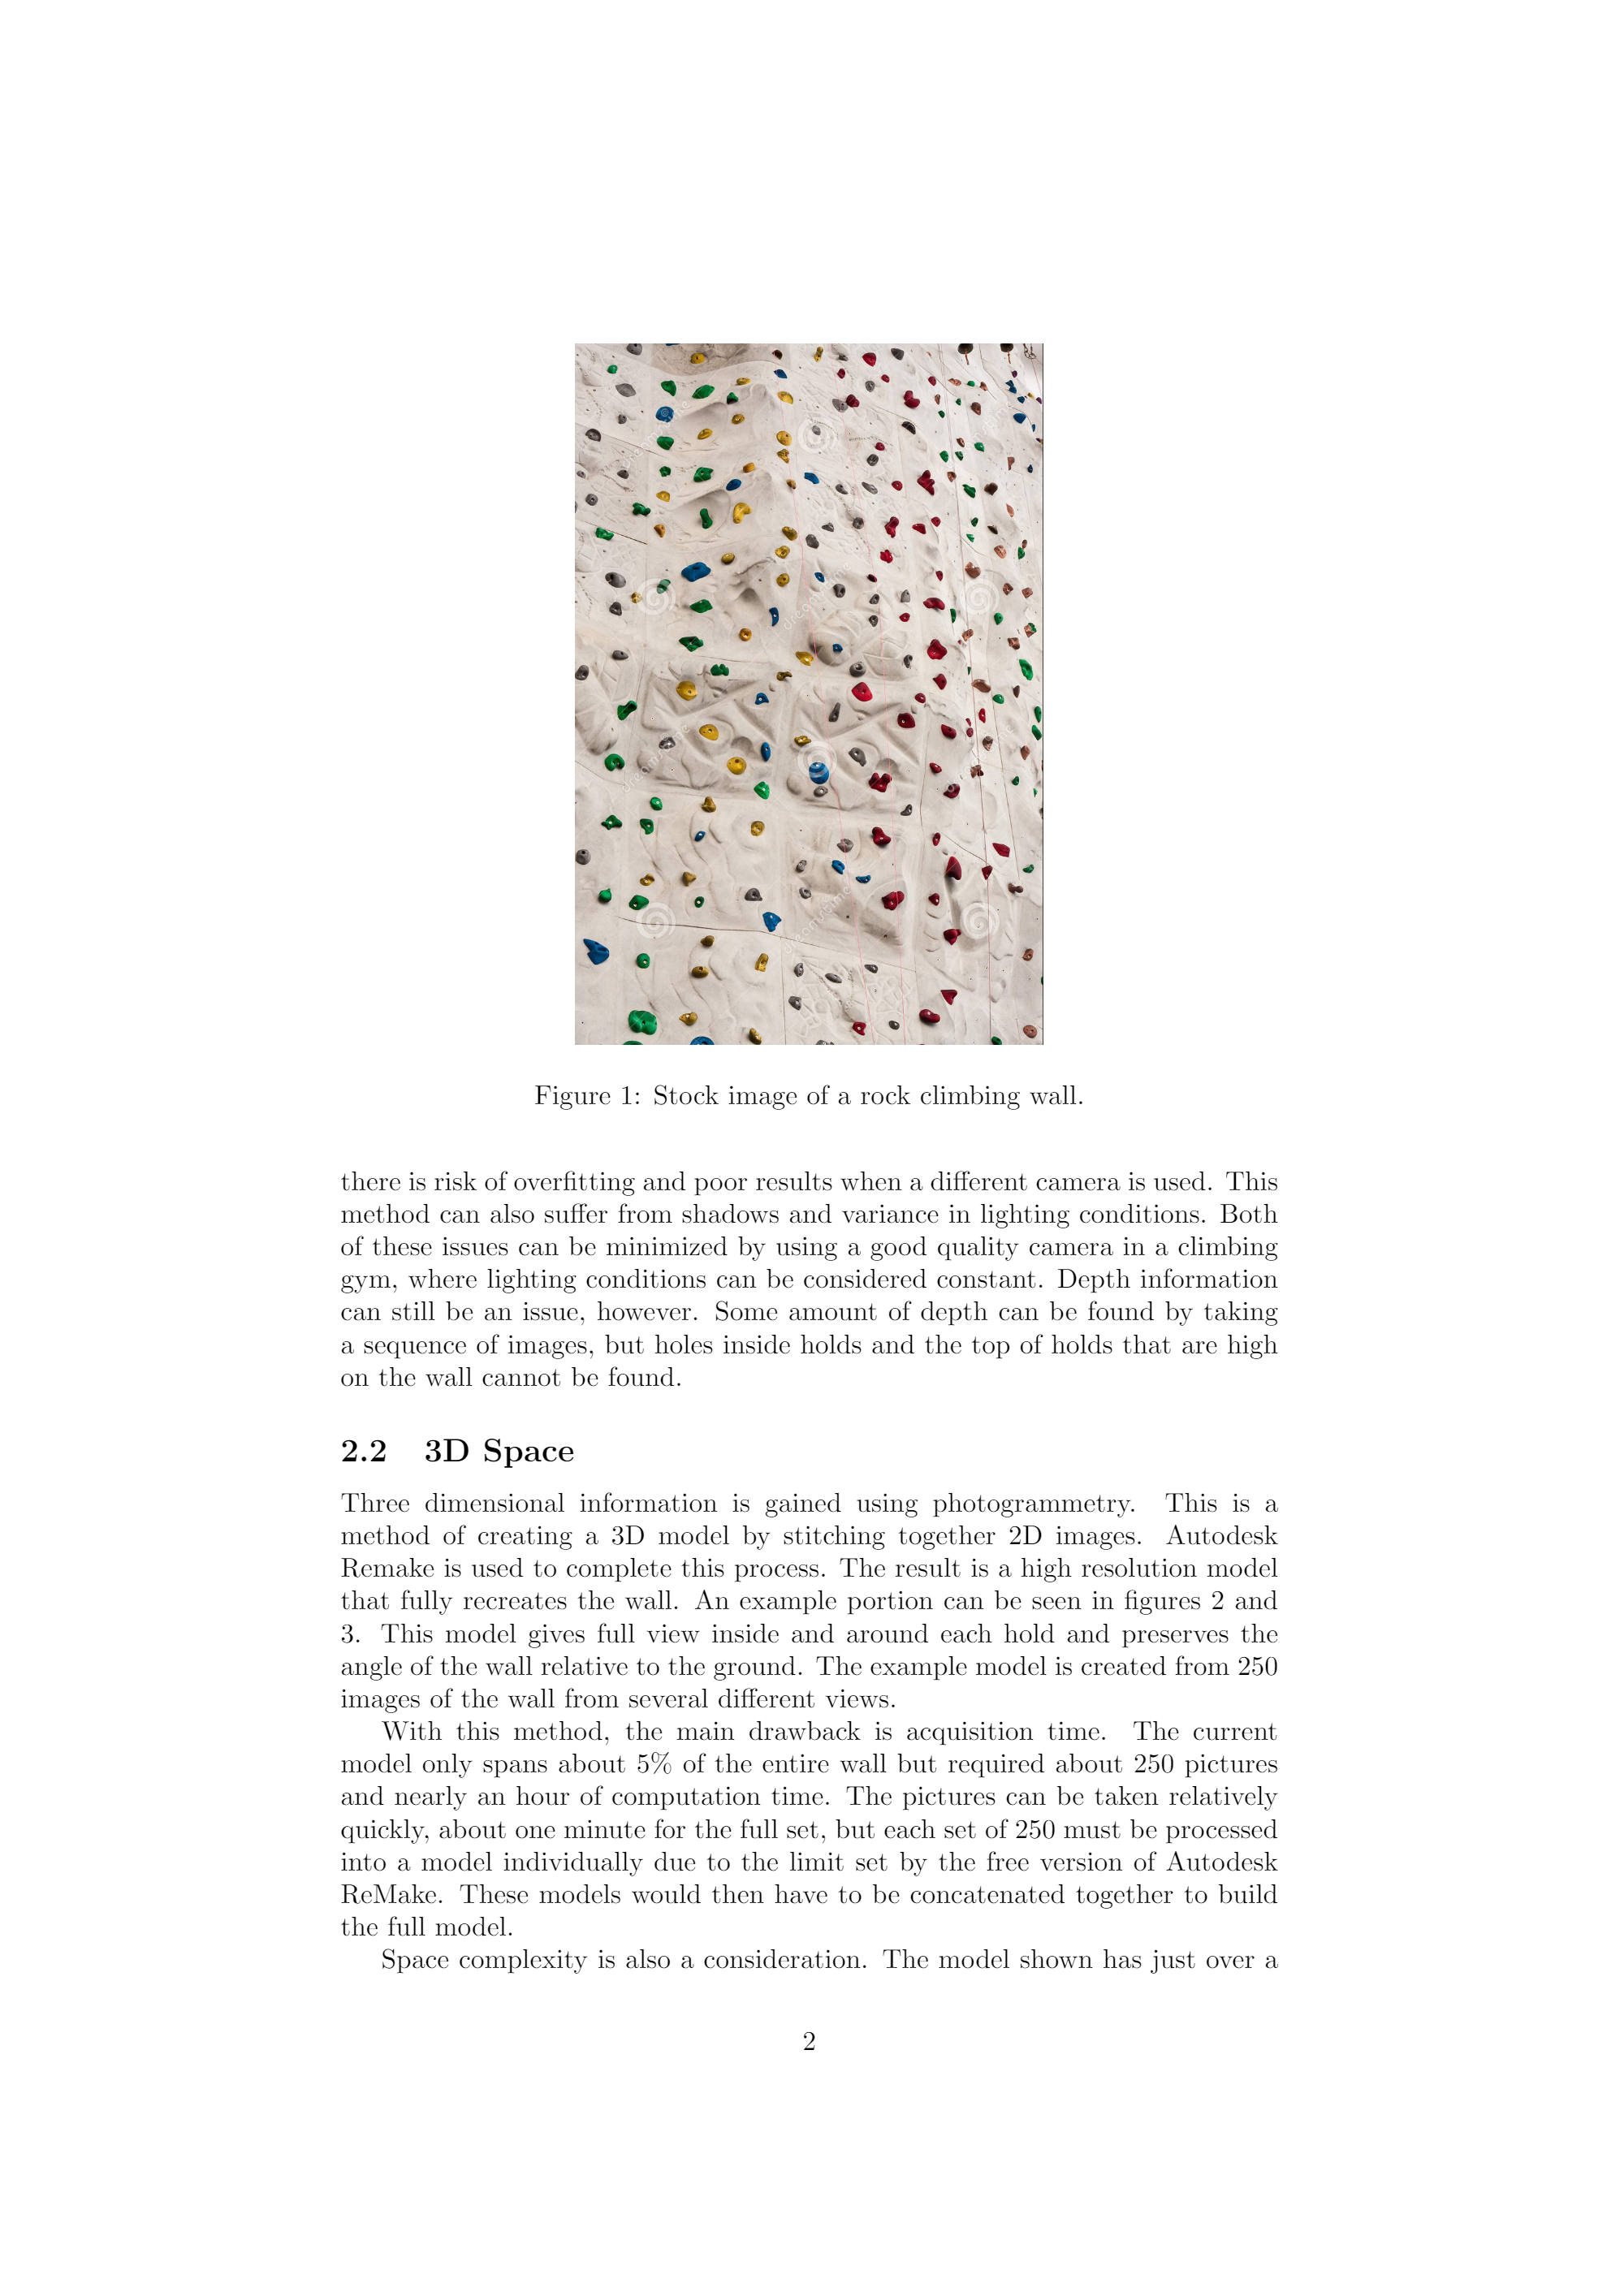 dreamstime
dreamstime
dreamstime
dreamstime
Figure 1: Stock image of a rock climbing wall.
there is risk of overfitting and poor results when a different camera is used. This
method can also suffer from shadows and variance in lighting conditions. Both
of these issues can be minimized by using a good quality camera in a climbing
gym, where lighting conditions can be considered constant. Depth information
can still be an issue, however. Some amount of depth can be found by taking
a sequence of images, but holes inside holds and the top of holds that are high
on the wall cannot be found.
2.2 3D Space
Three dimensional information is gained using photogrammetry. This is a
method of creating a 3D model by stitching together 2D images. Autodesk
Remake is used to complete this process. The result is a high resolution model
that fully recreates the wall. An example portion can be seen in figures 2 and
3. This model gives full view inside and around each hold and preserves the
angle of the wall relative to the ground. The example model is created from 250
images of the wall from several different views.
With this method, the main drawback is acquisition time. The current
model only spans about 5% of the entire wall but required about 250 pictures
and nearly an hour of computation time. The pictures can be taken relatively
quickly, about one minute for the full set, but each set of 250 must be processed
into a model individually due to the limit set by the free version of Autodesk
ReMake. These models would then have to be concatenated together to build
the full model.
Space complexity is also a consideration. The model shown has just over a
2